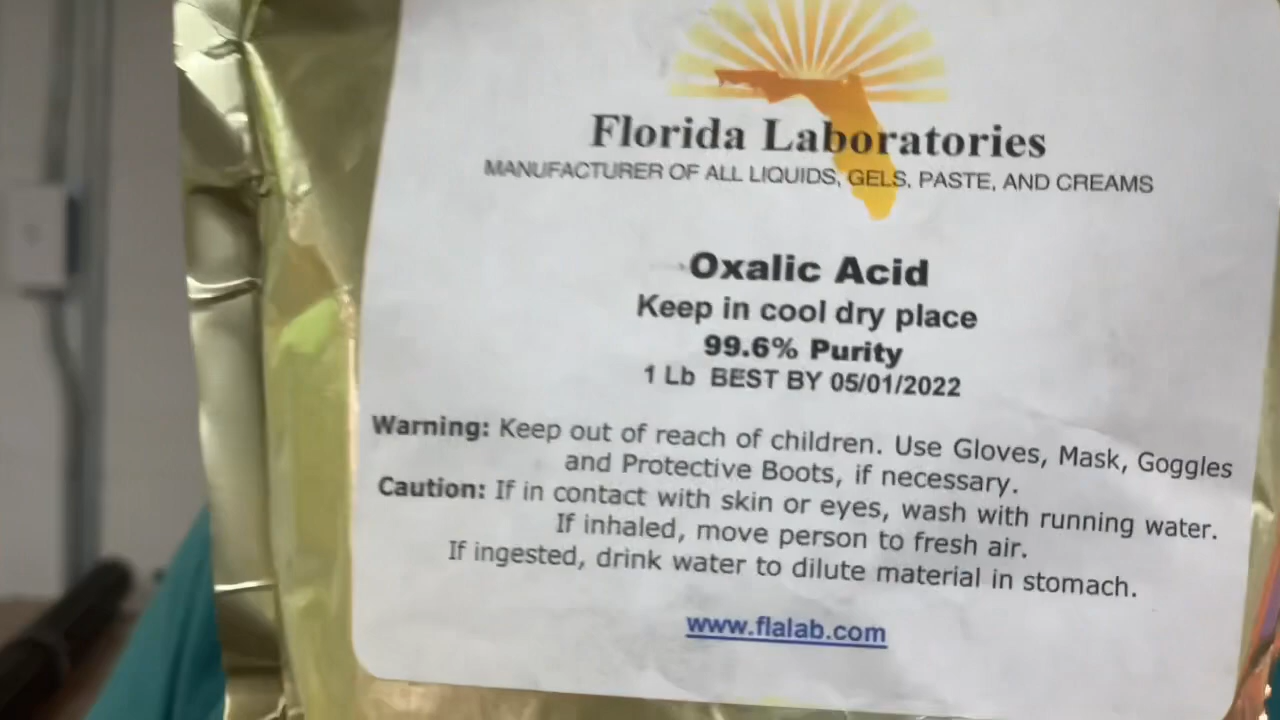 Florida Laboratories
MANUFACTURER OF ALL LIQUIDS, GELS, PASTE, AND CREAMS
Oxalic Acid
Keep in cool dry place
99.6% Purity
1 Lb BEST BY 05/01/2022
Warning: Keep out of reach of children. Use Gloves, Mask, Goggles
and Protective Boots, if necessary.
Caution: If in contact with skin or eyes, wash with running water.
If inhaled, move person to fresh air.
If ingested, drink water to dilute material in stomach.
www.flalab.com